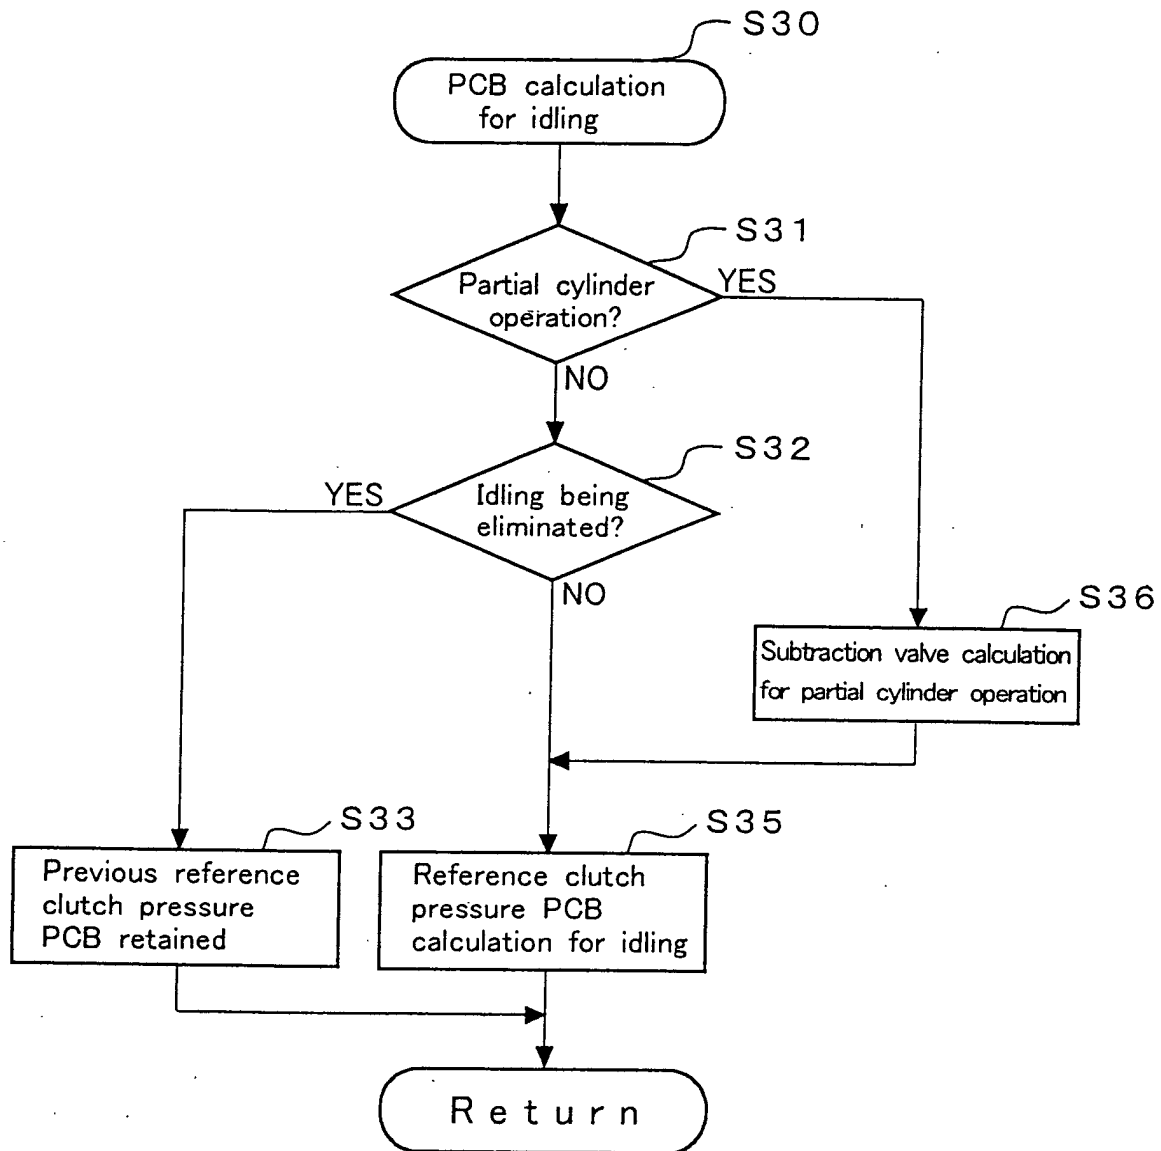 S30
PCB calculation
for idling
S31
Partial cylinder
operation?
YES
NO
S32
Idling being
eliminated?
YES
NO
S36
Subtraction valve calculation
for partial cylinder operation
S33
Previous reference
clutch pressure
PCB retained
S35
Reference clutch
pressure PCB
calculation for idling
Return